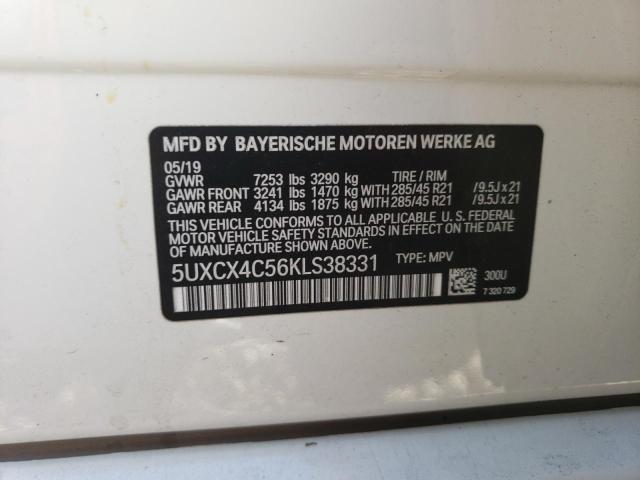 MFD BY BAYERISCHE MOTOREN WERKE AG
05/19
GVWR 7253 lbs 3290 kg TIRE / RIM
GAWR FRONT 3241 lbs 1470 kg WITH 285/45 R21 /9.5J x 21
GAWR REAR 4134 lbs 1875 kg WITH 285/45 R21 /9.5J x 21
THIS VEHICLE CONFORMS TO ALL APPLICABLE U. S. FEDERAL
MOTOR VEHICLE SAFETY STANDARDS IN EFFECT ON THE DATE
OF MANUFACTURE SHOWN ABOVE.
5UXCX4C56KLS38331 TYPE: MPV
300U
7 320 729